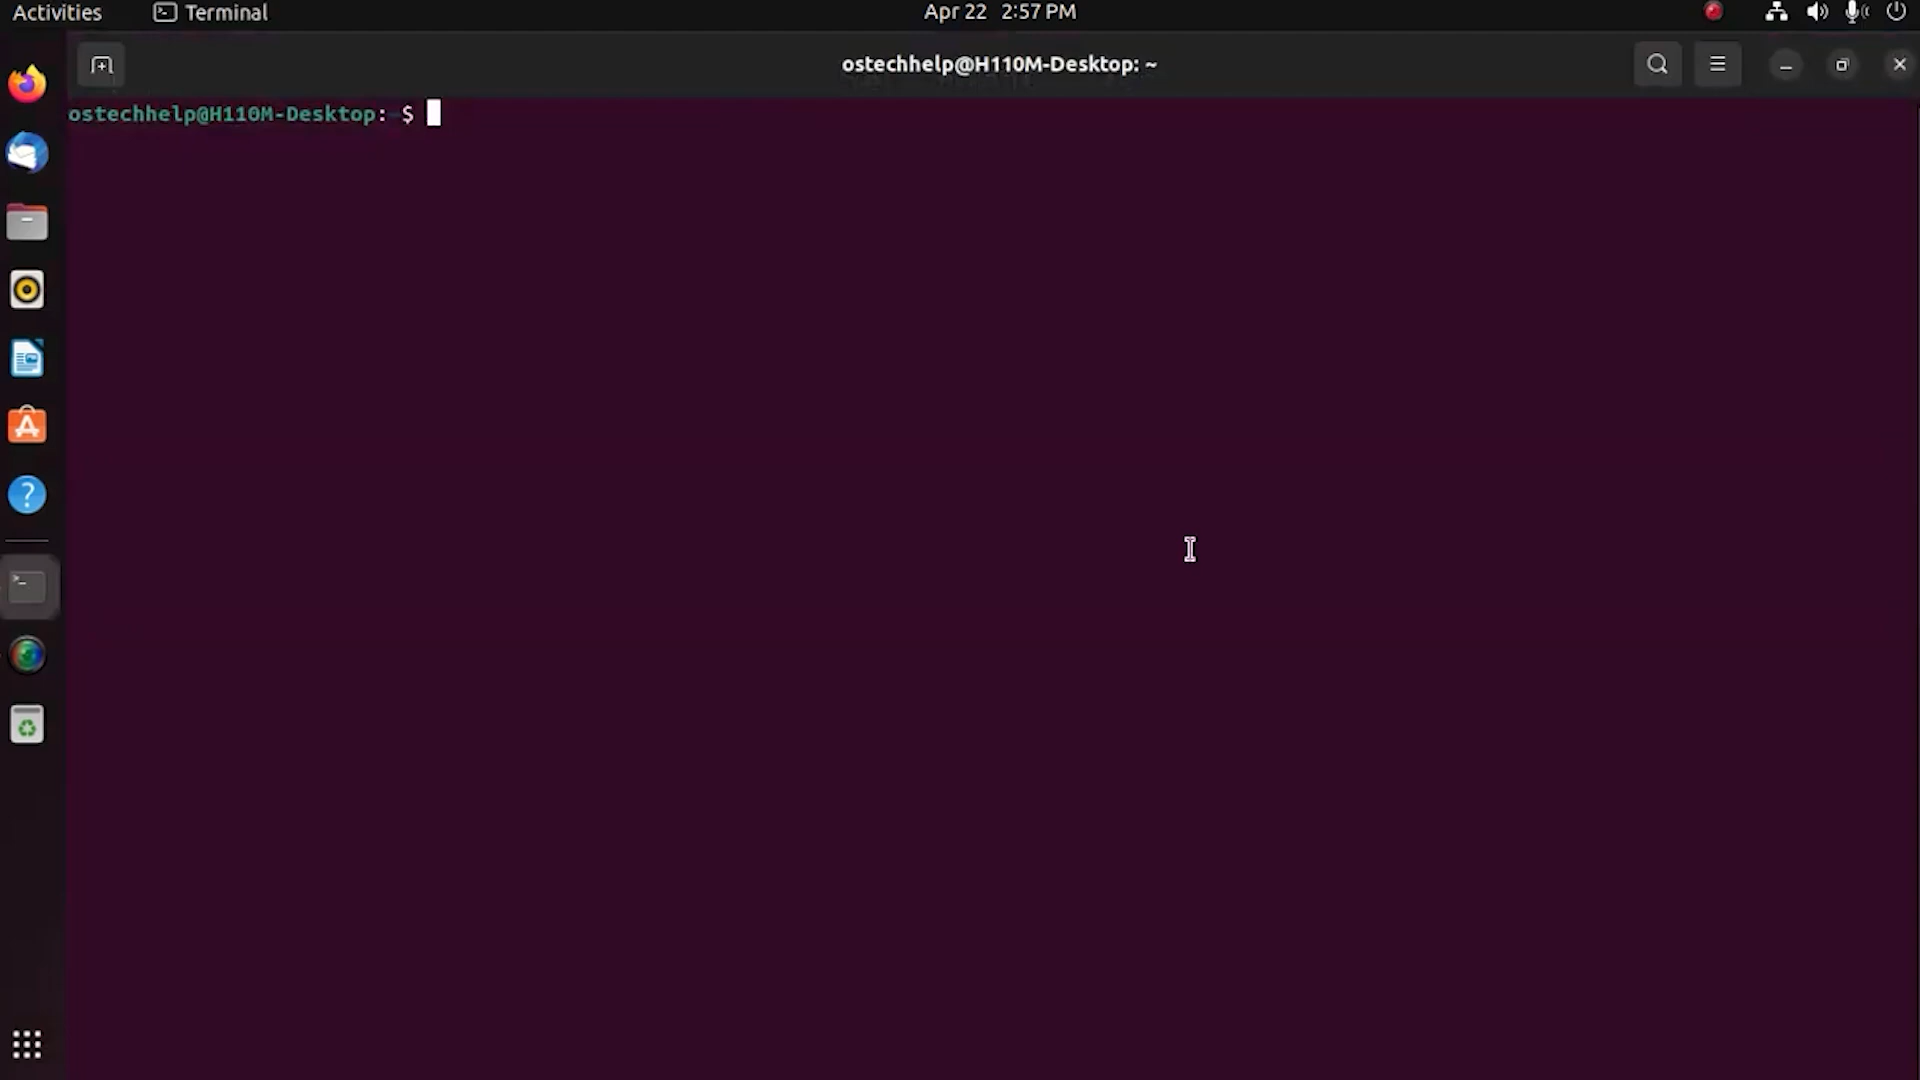 Activities Terminal Apr 22 2:57 PM
ostechhelp@H110M-Desktop: ~
ostechhelp@H110M-Desktop: $